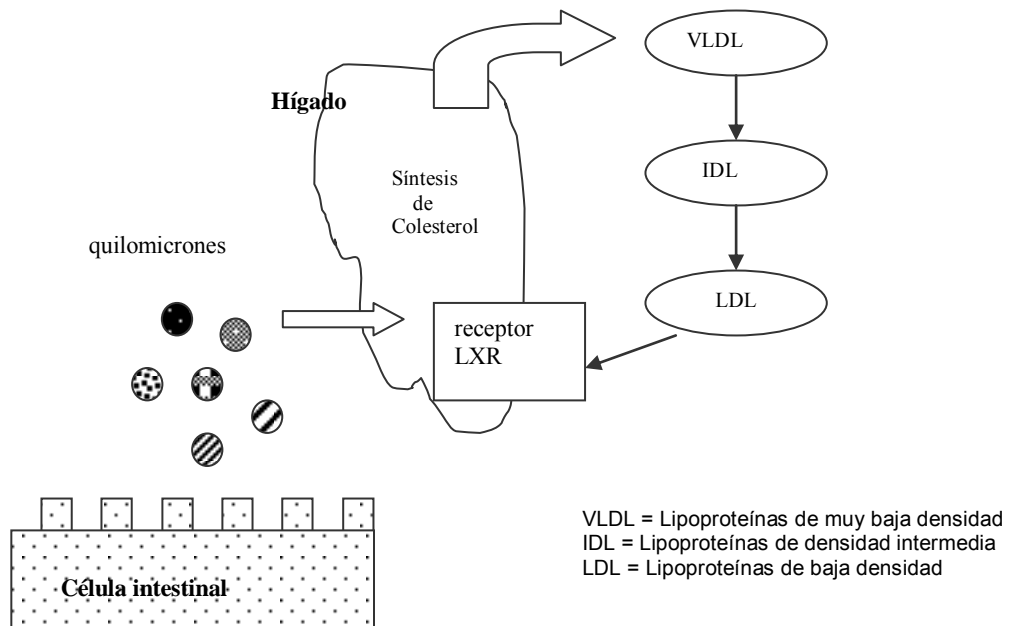 VLDL
Hígado
IDL
Síntesis
de
Colesterol
quilomicrones
LDL
receptor
LXR
VLDL = Lipoproteínas de muy baja densidad
IDL = Lipoproteínas de densidad intermedia
LDL = Lipoproteínas de baja densidad
Célula intestinal